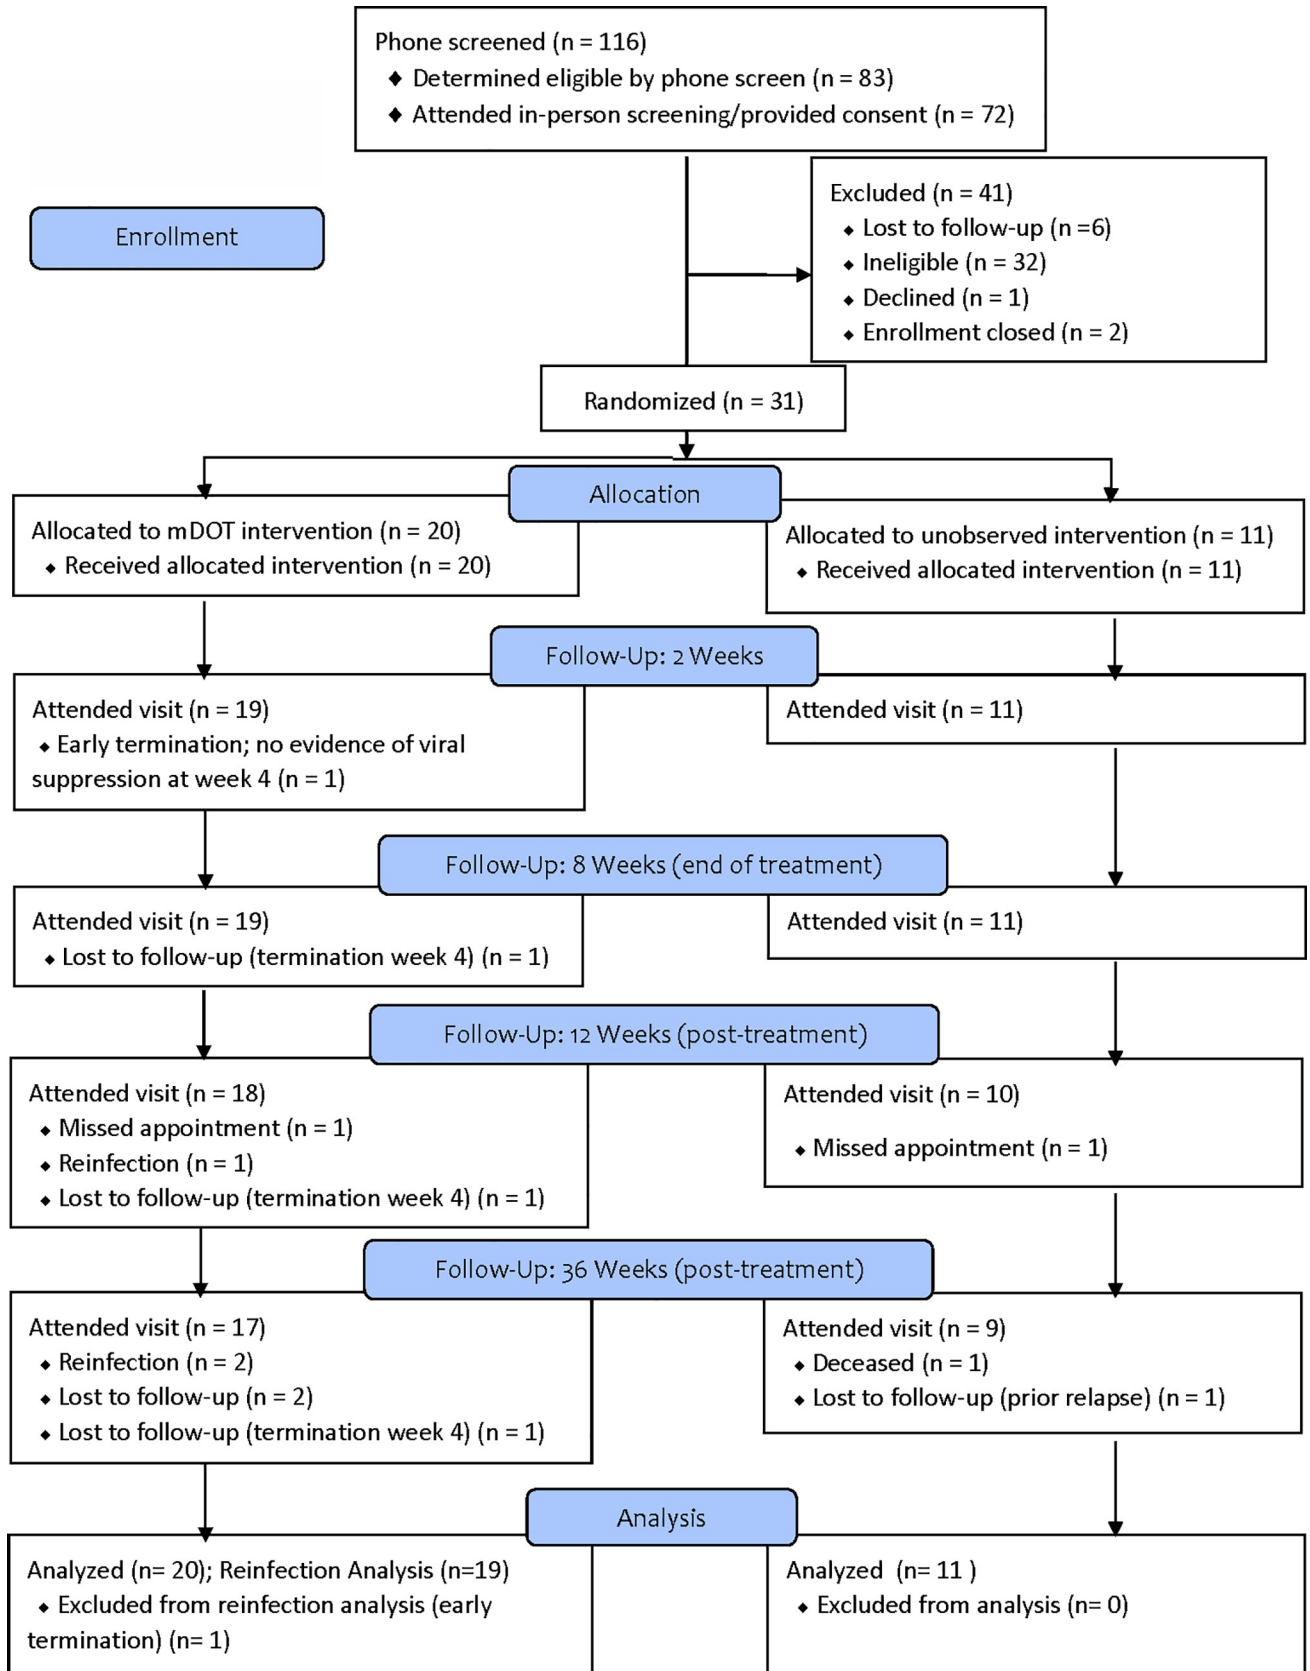 Phone screened (n = 116)
♦ Determined eligible by phone screen (n = 83)
♦ Attended in-person screening/provided consent (n = 72)
Excluded (n = 41)
♦ Lost to follow-up (n =6)
♦ Ineligible (n = 32)
♦ Declined (n = 1)
♦ Enrollment closed (n = 2)
Enrollment
Randomized (n = 31)
Allocation
Allocated to mDOT intervention (n = 20)
♦ Received allocated intervention (n = 20)
Allocated to unobserved intervention (n = 11)
♦ Received allocated intervention (n = 11)
Follow-Up: 2 Weeks
Attended visit (n = 19)
♦ Early termination; no evidence of viral
suppression at week 4 (n = 1)
Attended visit (n = 11)
Follow-Up: 8 Weeks (end of treatment)
Attended visit (n = 19)
♦ Lost to follow-up (termination week 4) (n = 1)
Attended visit (n = 11)
Follow-Up: 12 Weeks (post-treatment)
Attended visit (n = 18)
♦ Missed appointment (n = 1)
♦ Reinfection (n = 1)
♦ Lost to follow-up (termination week 4) (n = 1)
Attended visit (n = 10)
♦ Missed appointment (n = 1)
Follow-Up: 36 Weeks (post-treatment)
Attended visit (n = 17)
♦ Reinfection (n = 2)
♦ Lost to follow-up (n = 2)
♦ Lost to follow-up (termination week 4) (n = 1)
Attended visit (n = 9)
♦ Deceased (n = 1)
♦ Lost to follow-up (prior relapse) (n = 1)
Analysis
Analyzed (n= 20); Reinfection Analysis (n=19)
♦ Excluded from reinfection analysis (early
termination) (n= 1)
Analyzed (n= 11 )
♦ Excluded from analysis (n= 0)